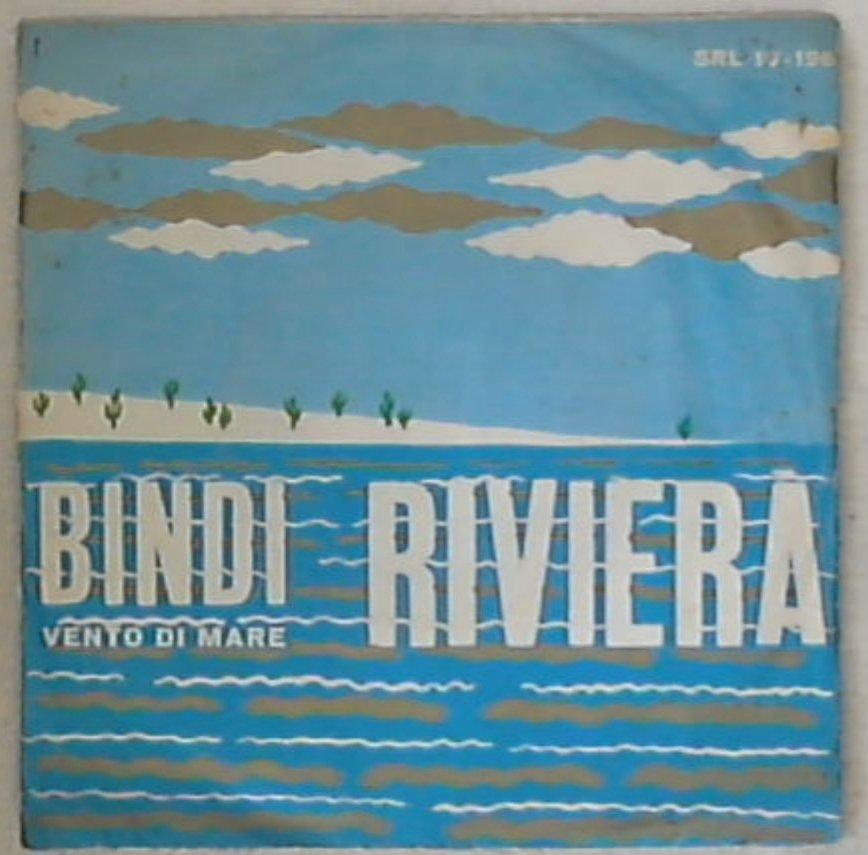 SRL 10-196
BINDI RIVIERA
VENTO DI MARE